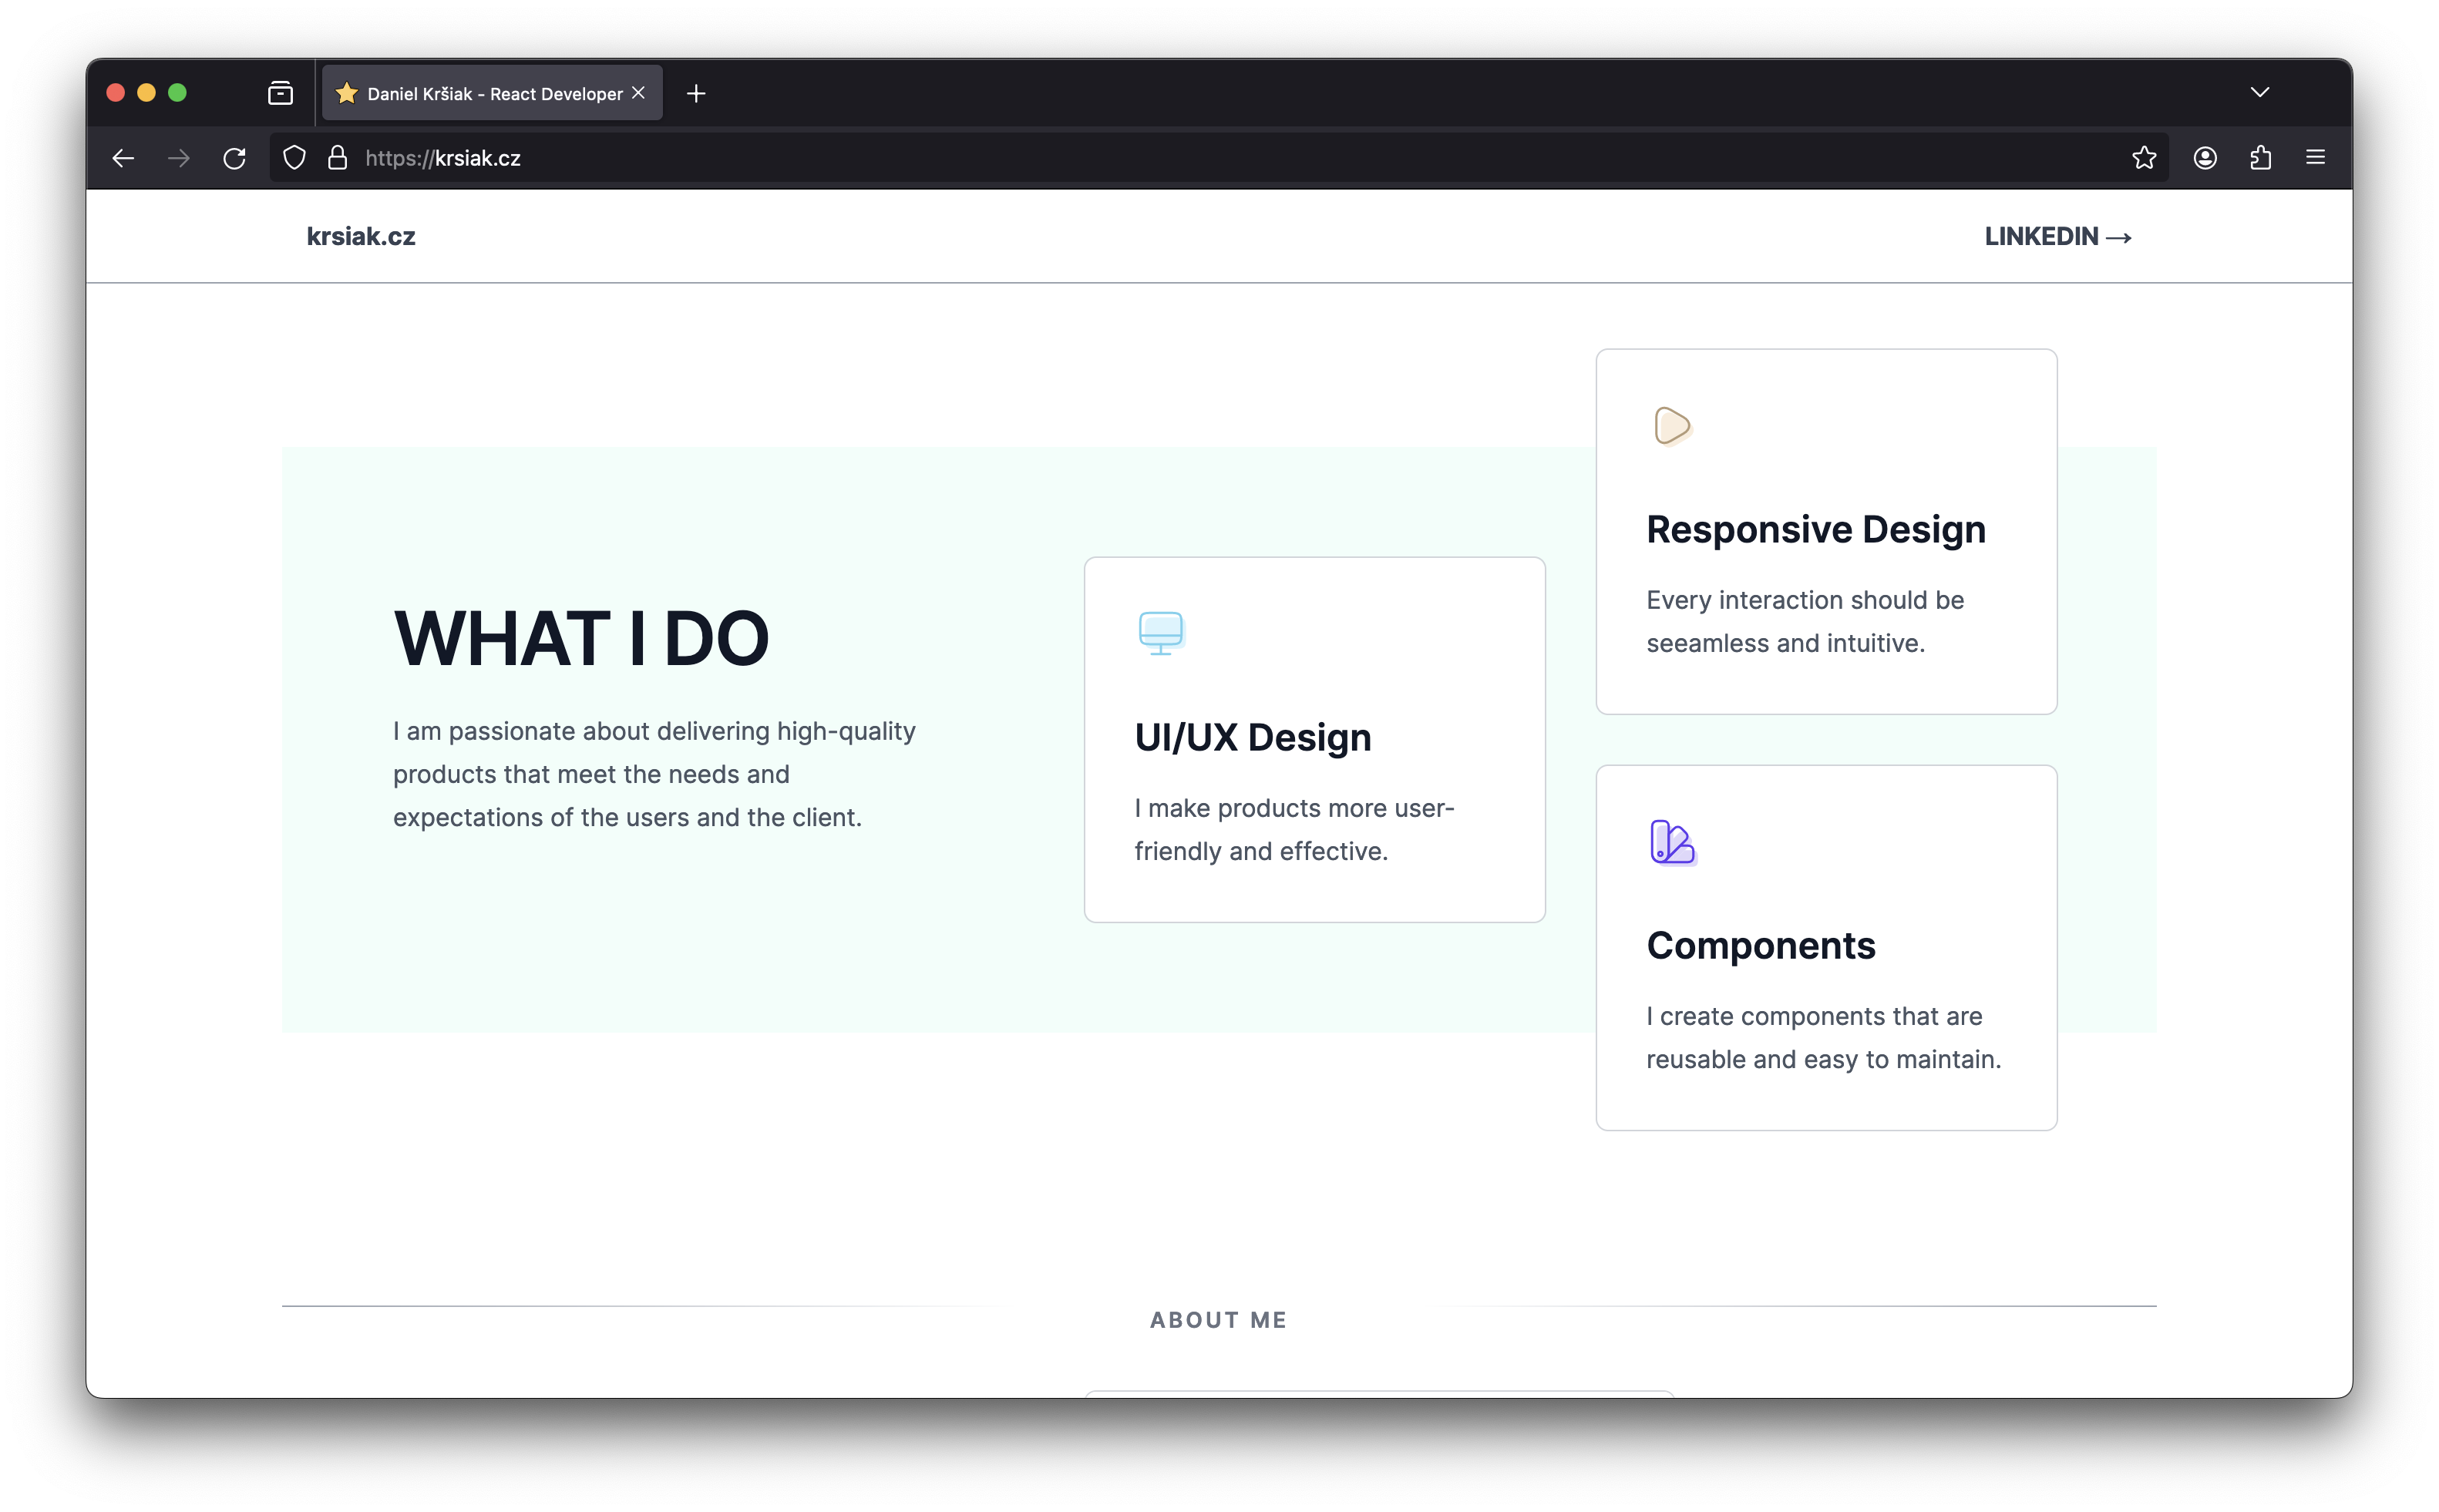 Daniel Kršiak - React Developer
https://krsiak.cz
krsiak.cz
LINKEDIN →
WHAT I DO
I am passionate about delivering high-quality
products that meet the needs and
expectations of the users and the client.
UI/UX Design
I make products more user-
friendly and effective.
Responsive Design
Every interaction should be
seeamless and intuitive.
Components
I create components that are
reusable and easy to maintain.
ABOUT ME